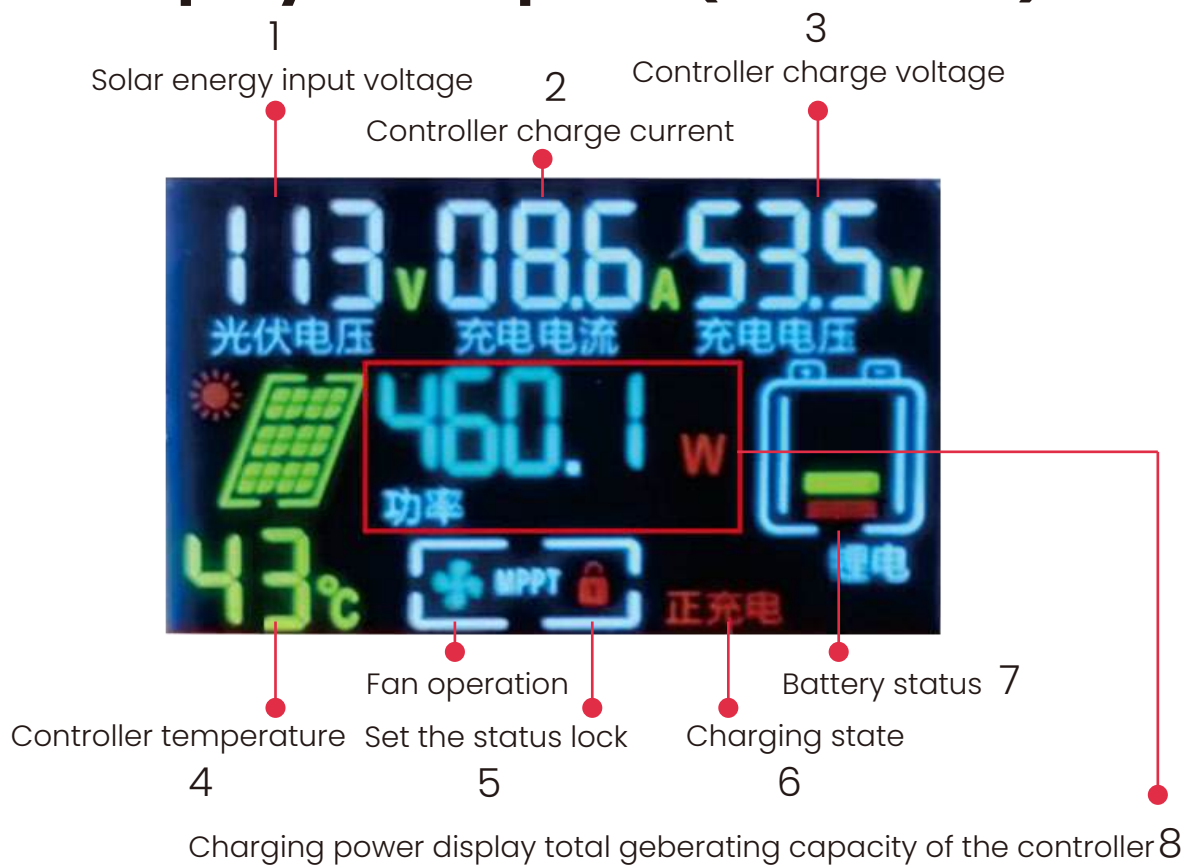 1
Solar energy input voltage
2
Controller charge current
3
Controller charge voltage
113 V 08.6 A 53.5 V
光伏电压 充电电流 充电电压
460.1 W
功率
锂电
43℃
MPPT
正充电
Fan operation
Battery status 7
Controller temperature
Set the status lock
Charging state
4
5
6
Charging power display total geberating capacity of the controller 8